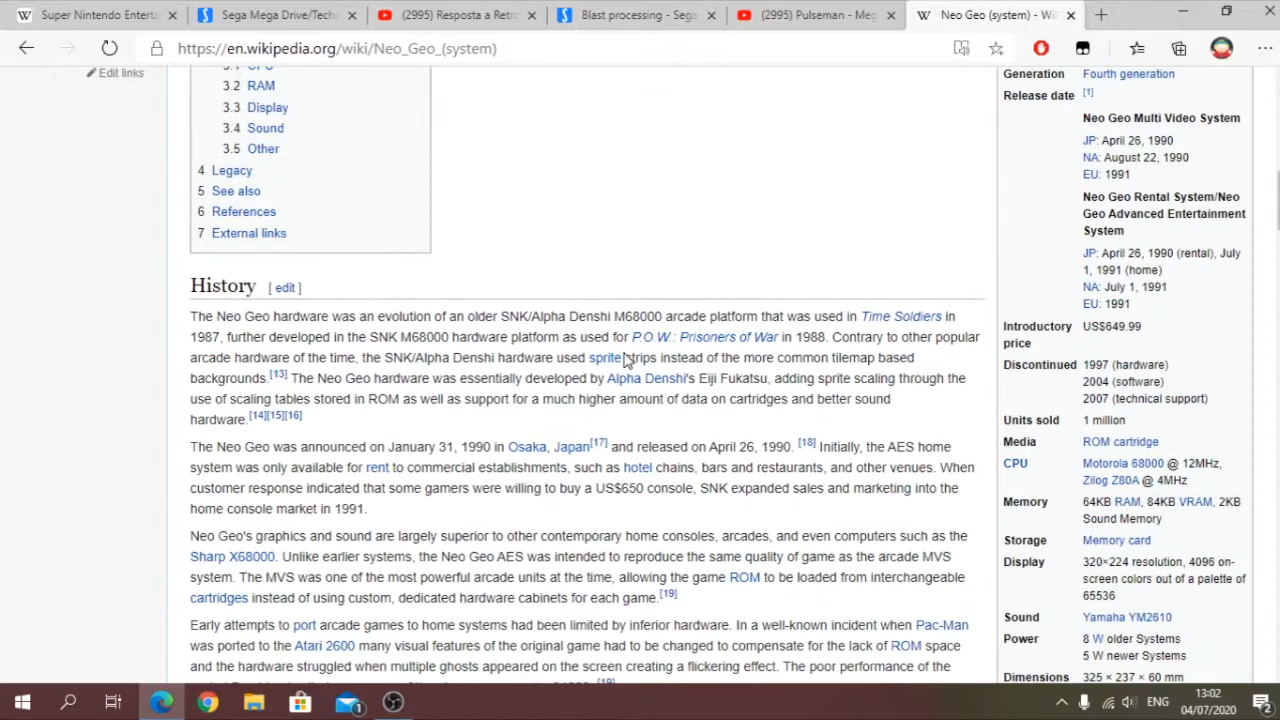 Super Nintendo Enterta
Sega Mega Drive/Techn
(2995) Resposta a Retro
Blast processing - Sega
(2995) Pulseman - Meg
Neo Geo (system) - Wi
https://en.wikipedia.org/wiki/Neo_Geo_(system)
Edit links
3.1 CPU
3.2 RAM
3.3 Display
3.4 Sound
3.5 Other
4 Legacy
5 See also
6 References
7 External links
History [ edit ]
The Neo Geo hardware was an evolution of an older SNK/Alpha Denshi M68000 arcade platform that was used in Time Soldiers in
1987, further developed in the SNK M68000 hardware platform as used for P.O.W.: Prisoners of War in 1988. Contrary to other popular
arcade hardware of the time, the SNK/Alpha Denshi hardware used sprite strips instead of the more common tilemap based
backgrounds.[13] The Neo Geo hardware was essentially developed by Alpha Denshi's Eiji Fukatsu, adding sprite scaling through the
use of scaling tables stored in ROM as well as support for a much higher amount of data on cartridges and better sound
hardware.[14][15][16]
The Neo Geo was announced on January 31, 1990 in Osaka, Japan[17] and released on April 26, 1990. [18] Initially, the AES home
system was only available for rent to commercial establishments, such as hotel chains, bars and restaurants, and other venues. When
customer response indicated that some gamers were willing to buy a US$650 console, SNK expanded sales and marketing into the
home console market in 1991.
Neo Geo's graphics and sound are largely superior to other contemporary home consoles, arcades, and even computers such as the
Sharp X68000. Unlike earlier systems, the Neo Geo AES was intended to reproduce the same quality of game as the arcade MVS
system. The MVS was one of the most powerful arcade units at the time, allowing the game ROM to be loaded from interchangeable
cartridges instead of using custom, dedicated hardware cabinets for each game.[19]
Early attempts to port arcade games to home systems had been limited by inferior hardware. In a well-known incident when Pac-Man
was ported to the Atari 2600 many visual features of the original game had to be changed to compensate for the lack of ROM space
and the hardware struggled when multiple ghosts appeared on the screen creating a flickering effect. The poor performance of the
Generation Fourth generation
Release date [1]
Neo Geo Multi Video System
JP: April 26, 1990
NA: August 22, 1990
EU: 1991
Neo Geo Rental System/Neo
Geo Advanced Entertainment
System
JP: April 26, 1990 (rental), July
1, 1991 (home)
NA: July 1, 1991
EU: 1991
Introductory US$649.99
price
Discontinued 1997 (hardware)
2004 (software)
2007 (technical support)
Units sold 1 million
Media ROM cartridge
CPU Motorola 68000 @ 12MHz,
Zilog Z80A @ 4MHz
Memory 64KB RAM, 84KB VRAM, 2KB
Sound Memory
Storage Memory card
Display 320×224 resolution, 4096 on-
screen colors out of a palette of
65536
Sound Yamaha YM2610
Power 8 W older Systems
5 W newer Systems
Dimensions 325 × 237 × 60 mm
1
ENG
13:02
04/07/2020
2